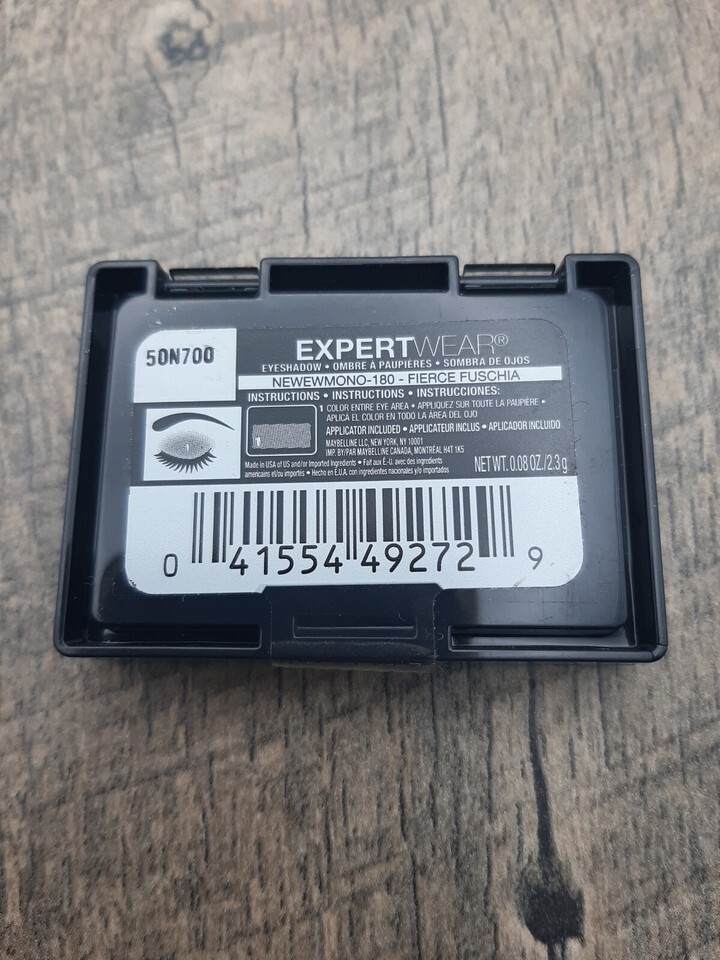 50N700
EXPERTWEAR®
EYESHADOW • OMBRE À PAUPIÈRES • SOMBRA DE OJOS
NEWEWMONO-180 - FIERCE FUSCHIA
INSTRUCTIONS • INSTRUCTIONS • INSTRUCCIONES:
1 COLOR ENTIRE EYE AREA • APPLIQUEZ SUR TOUTE LA PAUPIÈRE •
APLICA EL COLOR EN TODO LA ÁREA DEL OJO
APPLICATOR INCLUDED • APPLICATEUR INCLUS • APLICADOR INCLUIDO
MAYBELLINE LLC, NEW YORK, NY 10001
IMP. BY/PAR MAYBELLINE CANADA, MONTRÉAL H4T 1K5
1
1
Made in USA of US and/or Imported Ingredients • Fait aux É.-U. avec des ingrédients
américains et/ou importés • Hecho en E.U.A. con ingredientes nacionales y/o importados
NET WT. 0.08 OZ./2.3 g
0 41554 49272 9